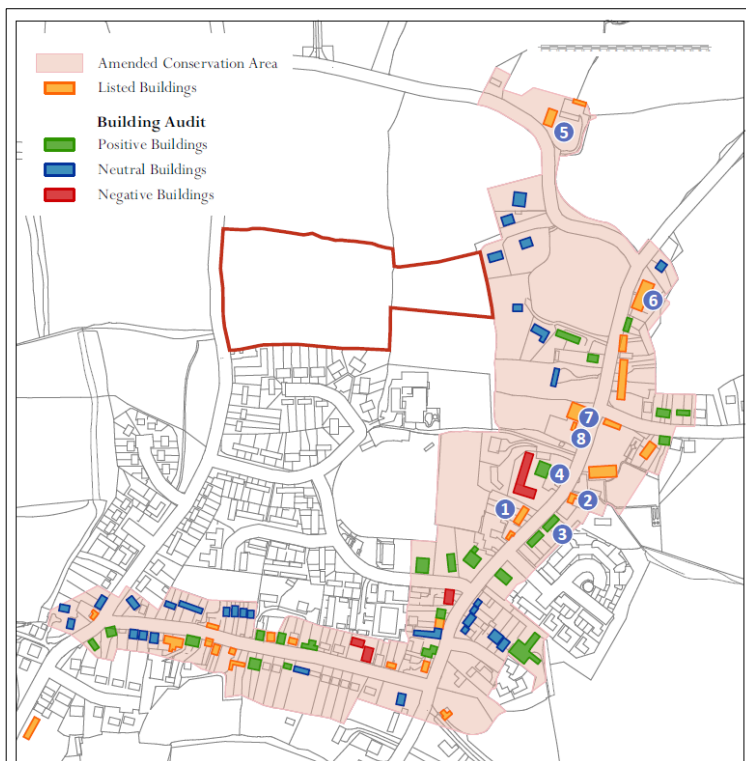 Amended Conservation Area
Listed Buildings
Building Audit
Positive Buildings
Neutral Buildings
Negative Buildings
5
6
7
8
4
1
2
3